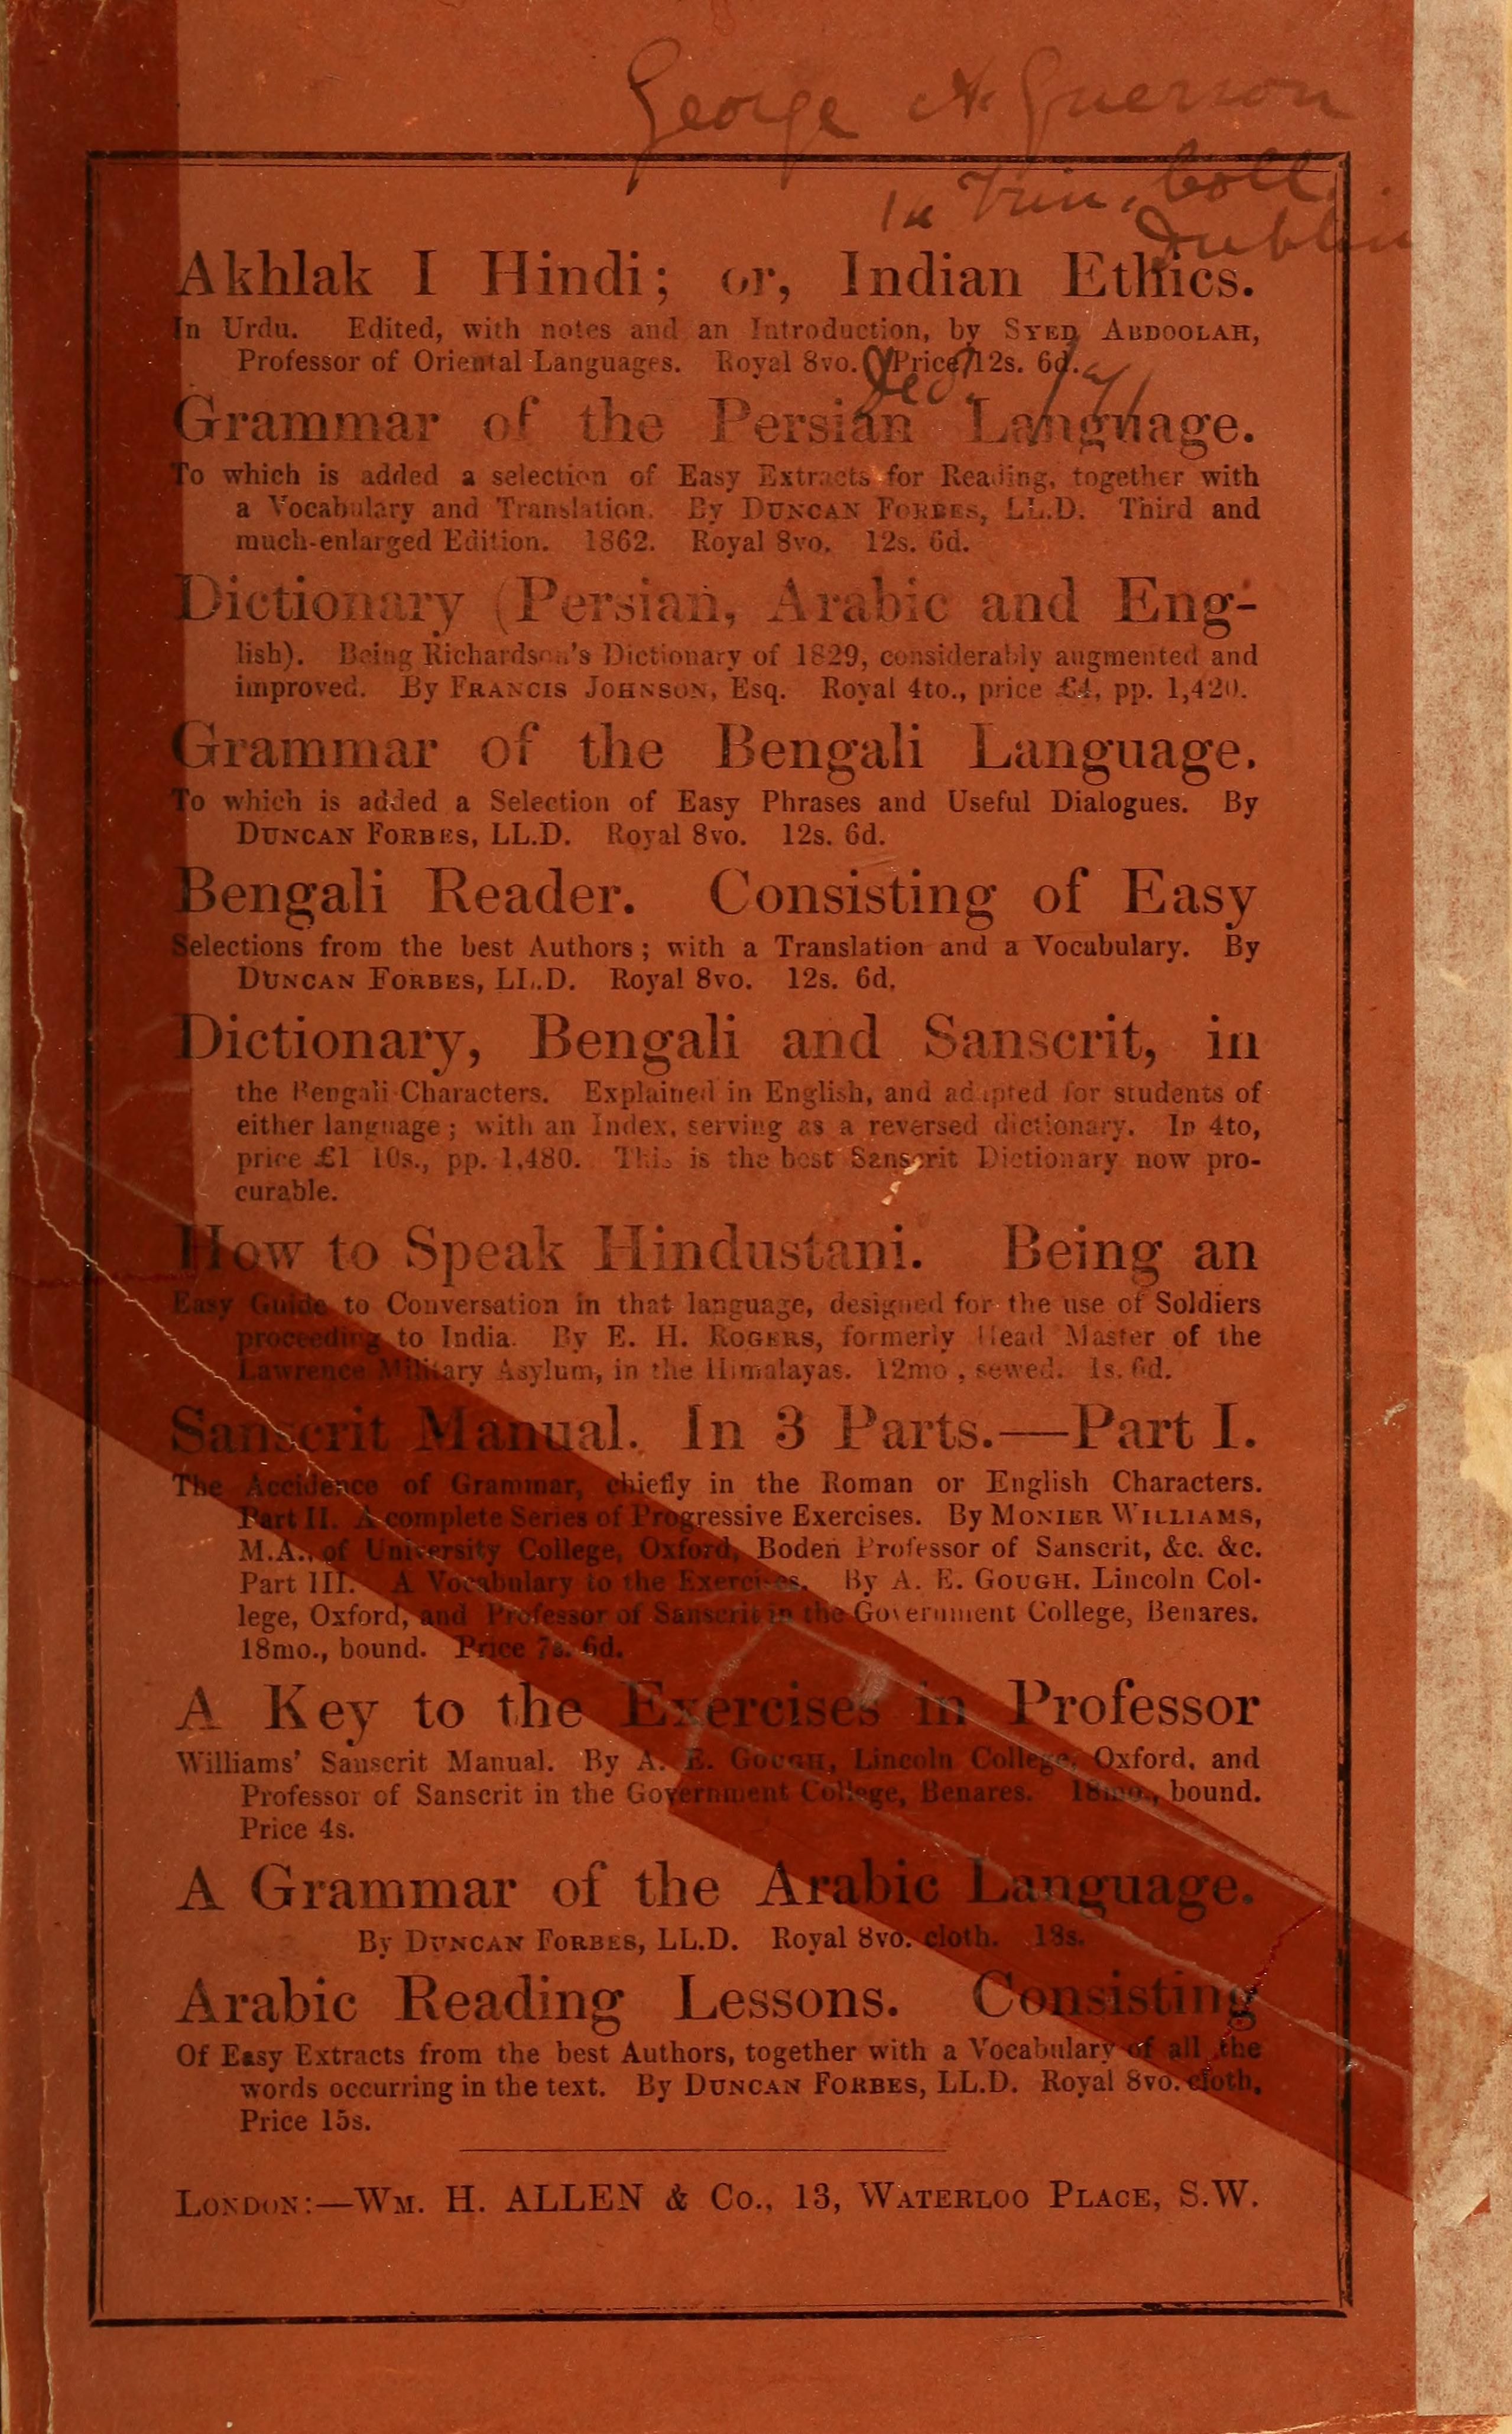 George A Grierson
12 Trin. Coll.
Dublin
Akhlak I Hindi; or, Indian Ethics.
In Urdu. Edited, with notes and an Introduction, by SYED ABDOOLAH,
Professor of Oriental Languages. Royal 8vo. Price 12s. 6d.
Grammar of the Persian Language.
To which is added a selection of Easy Extracts for Reading, together with
a Vocabulary and Translation. By DUNCAN FORBES, LL.D. Third and
much-enlarged Edition. 1862. Royal 8vo. 12s. 6d.
Dictionary (Persian, Arabic and Eng-
lish). Being Richardson's Dictionary of 1829, considerably augmented and
improved. By FRANCIS JOHNSON, Esq. Royal 4to., price £4, pp. 1,420.
Grammar of the Bengali Language.
To which is added a Selection of Easy Phrases and Useful Dialogues. By
DUNCAN FORBES, LL.D. Royal 8vo. 12s. 6d.
Bengali Reader. Consisting of Easy
Selections from the best Authors; with a Translation and a Vocabulary. By
DUNCAN FORBES, LL.D. Royal 8vo. 12s. 6d.
Dictionary, Bengali and Sanscrit, in
the Bengali Characters. Explained in English, and adapted for students of
either language; with an Index, serving as a reversed dictionary. In 4to,
price £1 10s., pp. 1,480. This is the best Sanscrit Dictionary now pro-
curable.
How to Speak Hindustani. Being an
Easy Guide to Conversation in that language, designed for the use of Soldiers
proceeding to India. By E. H. ROGERS, formerly Head Master of the
Lawrence Military Asylum, in the Himalayas. 12mo, sewed. 1s. 6d.
Sanscrit Manual. In 3 Parts.—Part I.
The Accidence of Grammar, chiefly in the Roman or English Characters.
Part II. A complete Series of Progressive Exercises. By MONIER WILLIAMS,
M.A., of University College, Oxford, Boden Professor of Sanscrit, &c. &c.
Part III. A Vocabulary to the Exercises. By A. E. GOUGH, Lincoln Col-
lege, Oxford, and Professor of Sanscrit in the Government College, Benares.
18mo., bound. Price 7s. 6d.
A Key to the Exercises in Professor
Williams' Sanscrit Manual. By A. E. GOUGH, Lincoln College, Oxford, and
Professor of Sanscrit in the Government College, Benares. 18mo., bound.
Price 4s.
A Grammar of the Arabic Language.
By DUNCAN FORBES, LL.D. Royal 8vo. cloth. 18s.
Arabic Reading Lessons. Consisting
Of Easy Extracts from the best Authors, together with a Vocabulary of all the
words occurring in the text. By DUNCAN FORBES, LL.D. Royal 8vo. cloth,
Price 15s.
LONDON:—WM. H. ALLEN & Co., 13, WATERLOO PLACE, S.W.